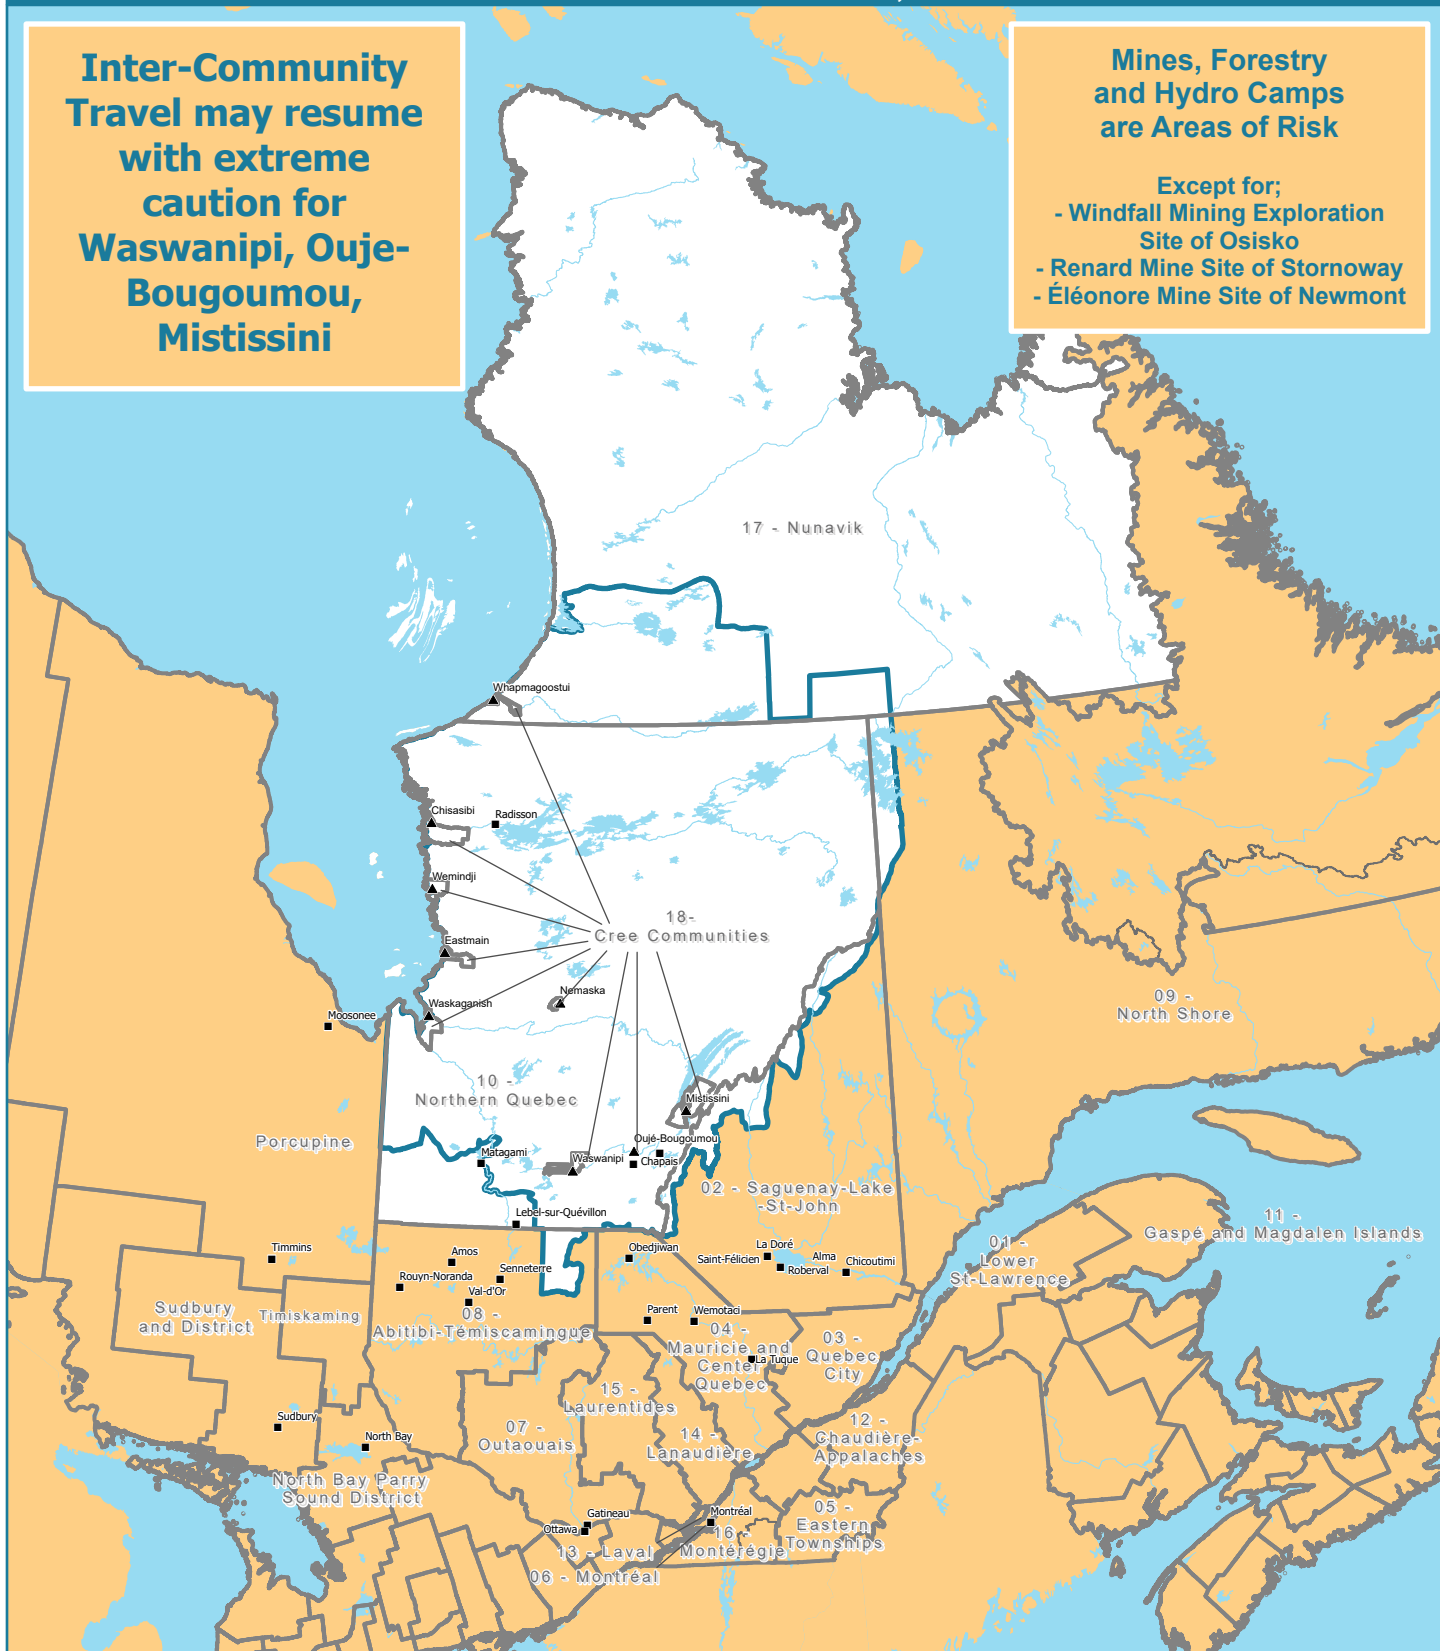 Inter-Community
Travel may resume
with extreme
caution for
Waswanipi, Ouje-
Bougoumou,
Mistissini
Mines, Forestry
and Hydro Camps
are Areas of Risk
Except for;
- Windfall Mining Exploration
Site of Osisko
- Renard Mine Site of Stornoway
- Éléonore Mine Site of Newmont
17 - Nunavik
Whapmagoostui
Chisasibi
Radisson
Wemindji
18-
Cree Communities
Eastmain
Nemaska
Waskaganish
Moosonee
09 -
North Shore
10 -
Northern Quebec
Mistissini
Porcupine
Oujé-Bougoumou
Matagami
Waswanipi
Chapais
02 - Saguenay-Lake
-St-John
Lebel-sur-Quévillon
11 -
Gaspé and Magdalen Islands
01 -
Lower
St-Lawrence
Timmins
Amos
Obedjiwan
La Doré
Saint-Félicien
Alma
Chicoutimi
Roberval
Senneterre
Rouyn-Noranda
Val-d'Or
Sudbury
and District
Timiskaming
08 -
Abitibi-Témiscamingue
Parent
Wemotaci
04 -
Mauricie and
Center
Quebec
La Tuque
03 -
Quebec
City
15 -
Laurentides
Sudbury
North Bay
07 -
Outaouais
14 -
Lanaudière
12 -
Chaudière-
Appalaches
North Bay Parry
Sound District
Gatineau
Ottawa
Montréal
05 -
Eastern
Townships
16 -
Montérégie
13 - Laval
06 - Montréal